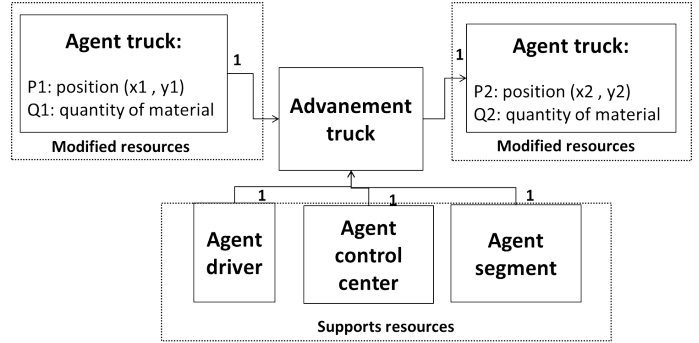 Agent truck:
P1: position (x1 , y1)
Q1: quantity of material
Modified resources
1
Advanement
truck
1
Agent truck:
P2: position (x2 , y2)
Q2: quantity of material
Modified resources
1
1
1
Agent
driver
Agent
control
center
Agent
segment
Supports resources